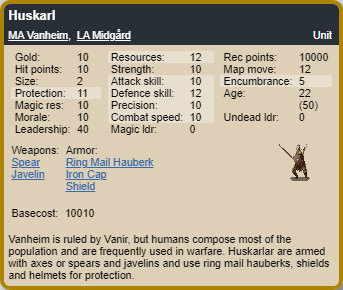 Huskarl
MA Vanheim, LA Midgård Unit
Gold: 10 Resources: 12 Rec points: 10000
Hit points: 10 Strength: 10 Map move: 12
Size: 2 Attack skill: 10 Encumbrance: 5
Protection: 11 Defence skill: 12 Age: 22
Magic res: 10 Precision: 10 (50)
Morale: 10 Combat speed: 10 Undead ldr: 0
Leadership: 40 Magic ldr: 0
Weapons: Armor:
Spear Ring Mail Hauberk
Javelin Iron Cap
Shield
Basecost: 10010
Vanheim is ruled by Vanir, but humans compose most of the
population and are frequently used in warfare. Huskarlar are armed
with axes or spears and javelins and use ring mail hauberks, shields
and helmets for protection.